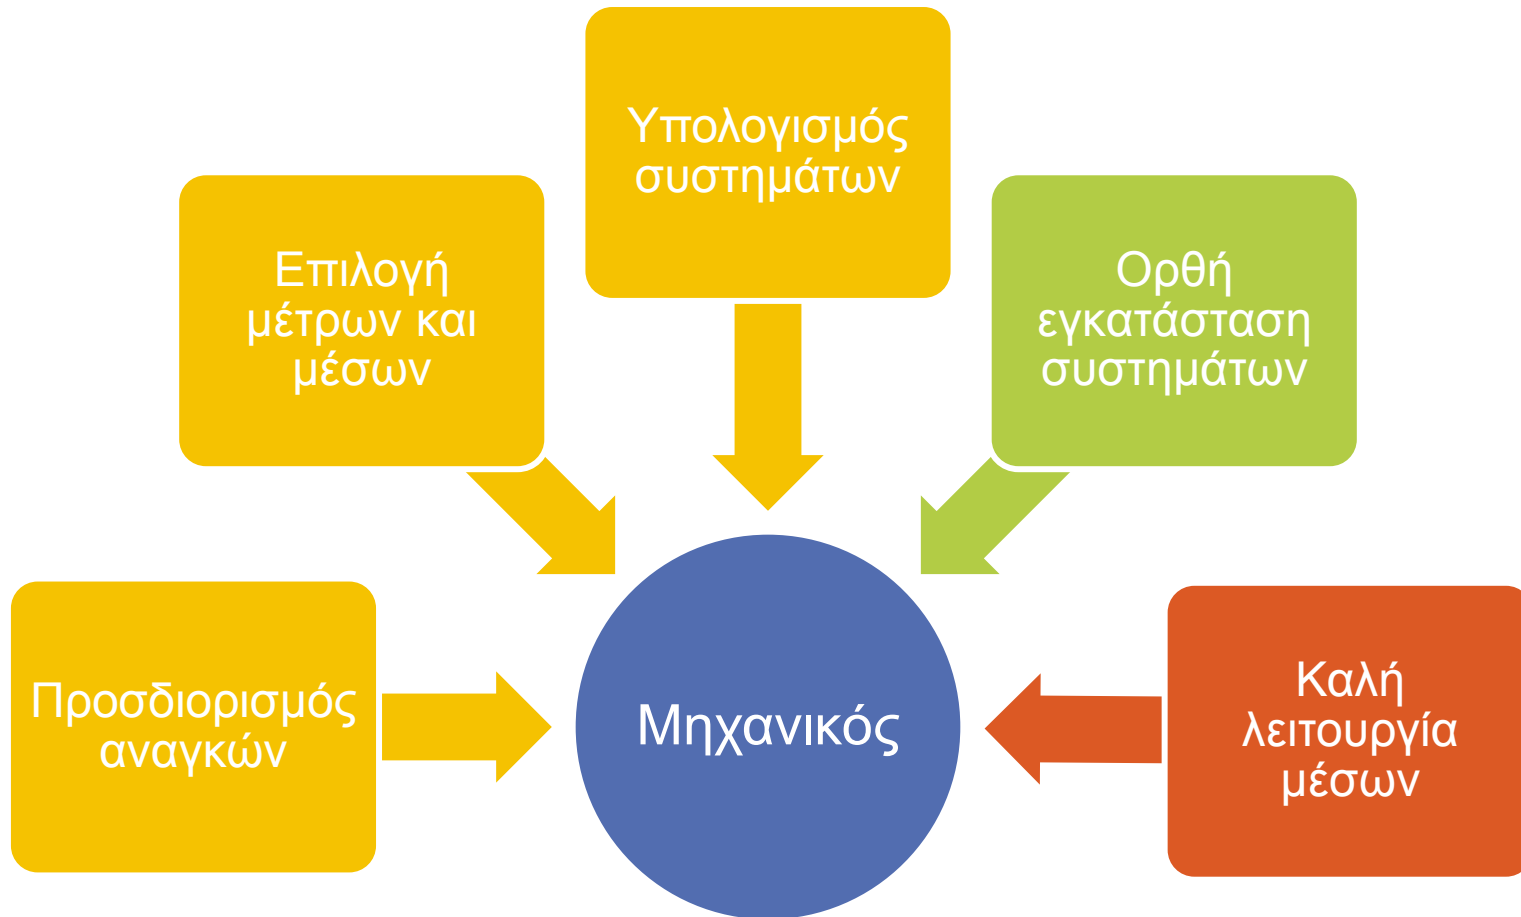 Υπολογισμός
συστημάτων
Επιλογή
μέτρων και
μέσων
Ορθή
εγκατάσταση
συστημάτων
Προσδιορισμός
αναγκών
Μηχανικός
Καλή
λειτουργία
μέσων